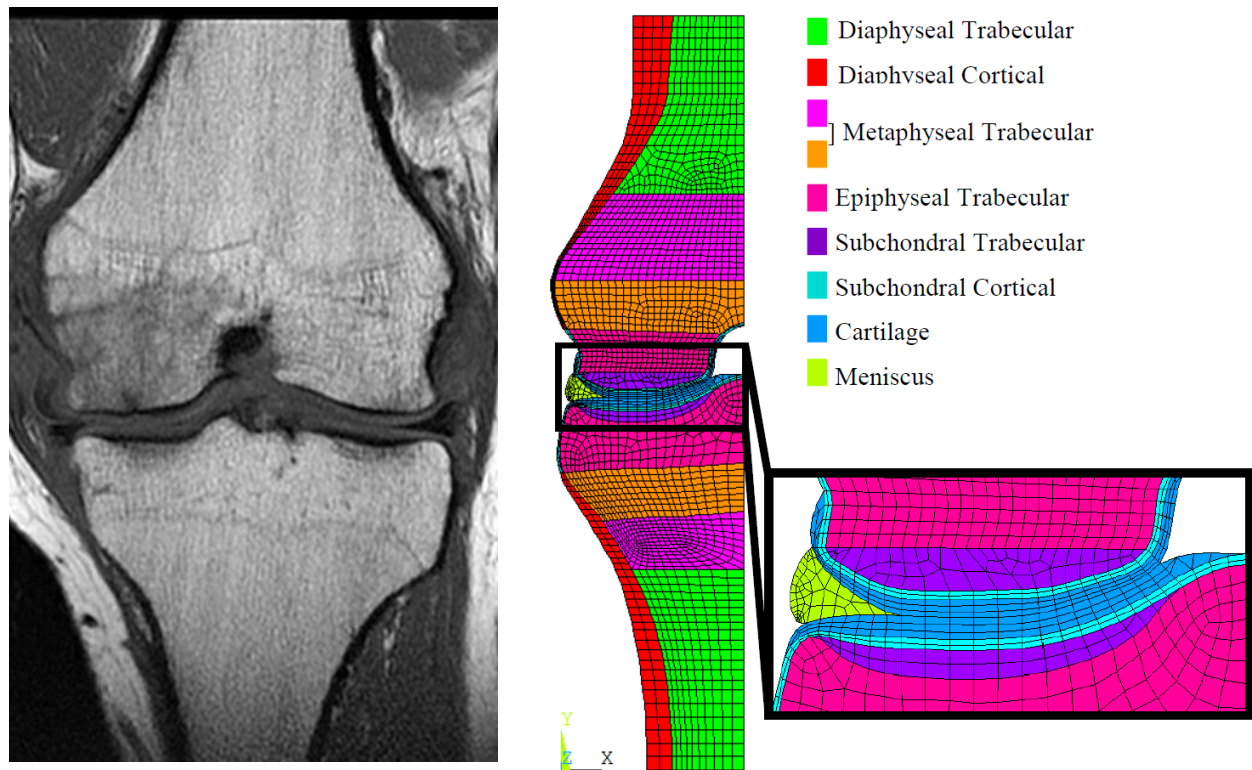 Diaphyseal Trabecular
Diaphyseal Cortical
] Metaphyseal Trabecular
Epiphyseal Trabecular
Subchondral Trabecular
Subchondral Cortical
Cartilage
Meniscus
Y
Z X